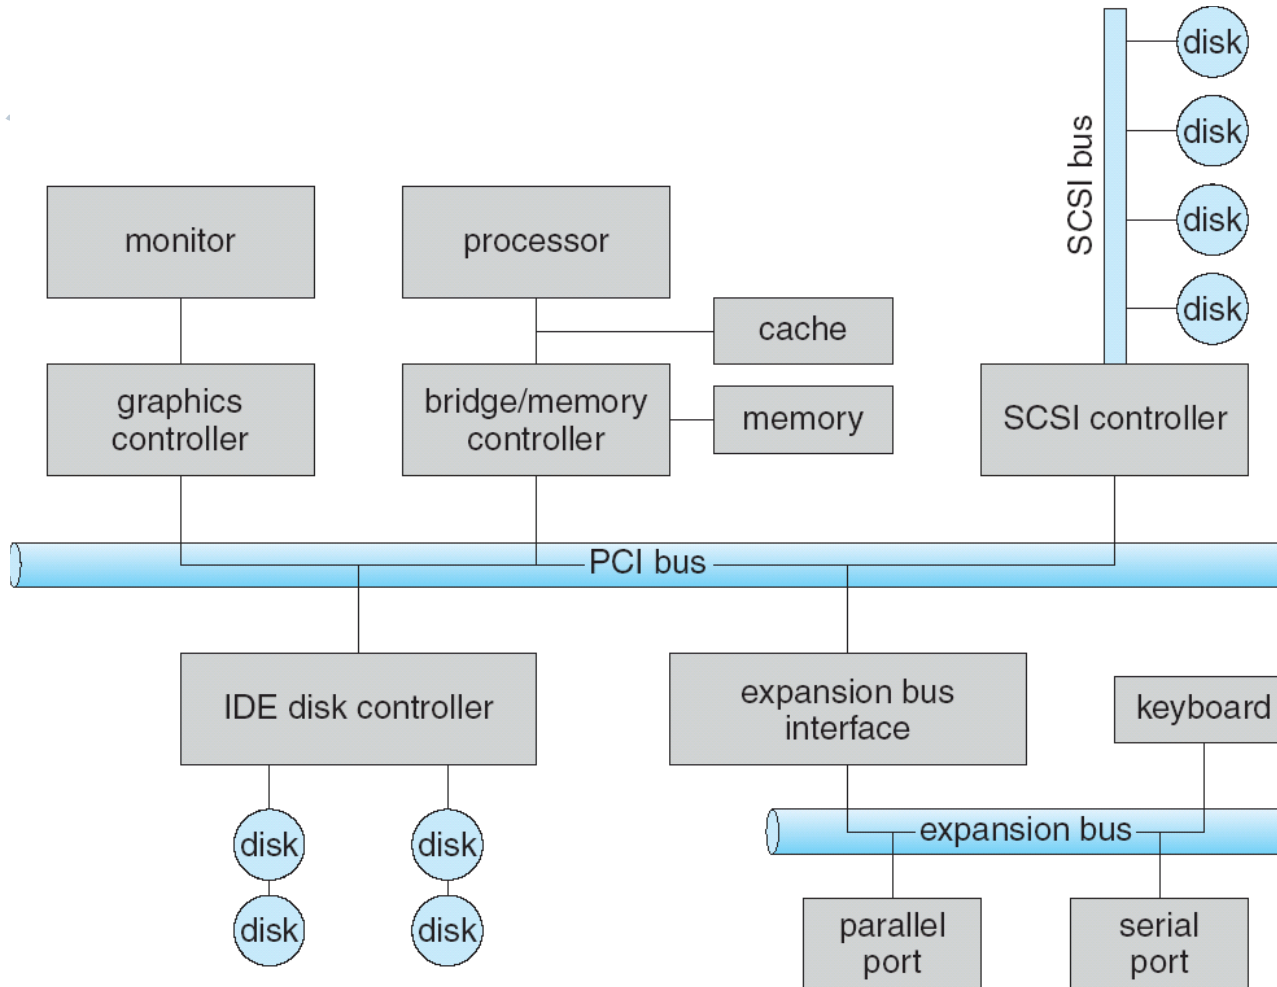 disk
disk
disk
disk
SCSI bus
monitor
processor
cache
graphics
controller
bridge/memory
controller
memory
SCSI controller
PCI bus
IDE disk controller
expansion bus
interface
keyboard
disk
disk
disk
disk
expansion bus
parallel
port
serial
port